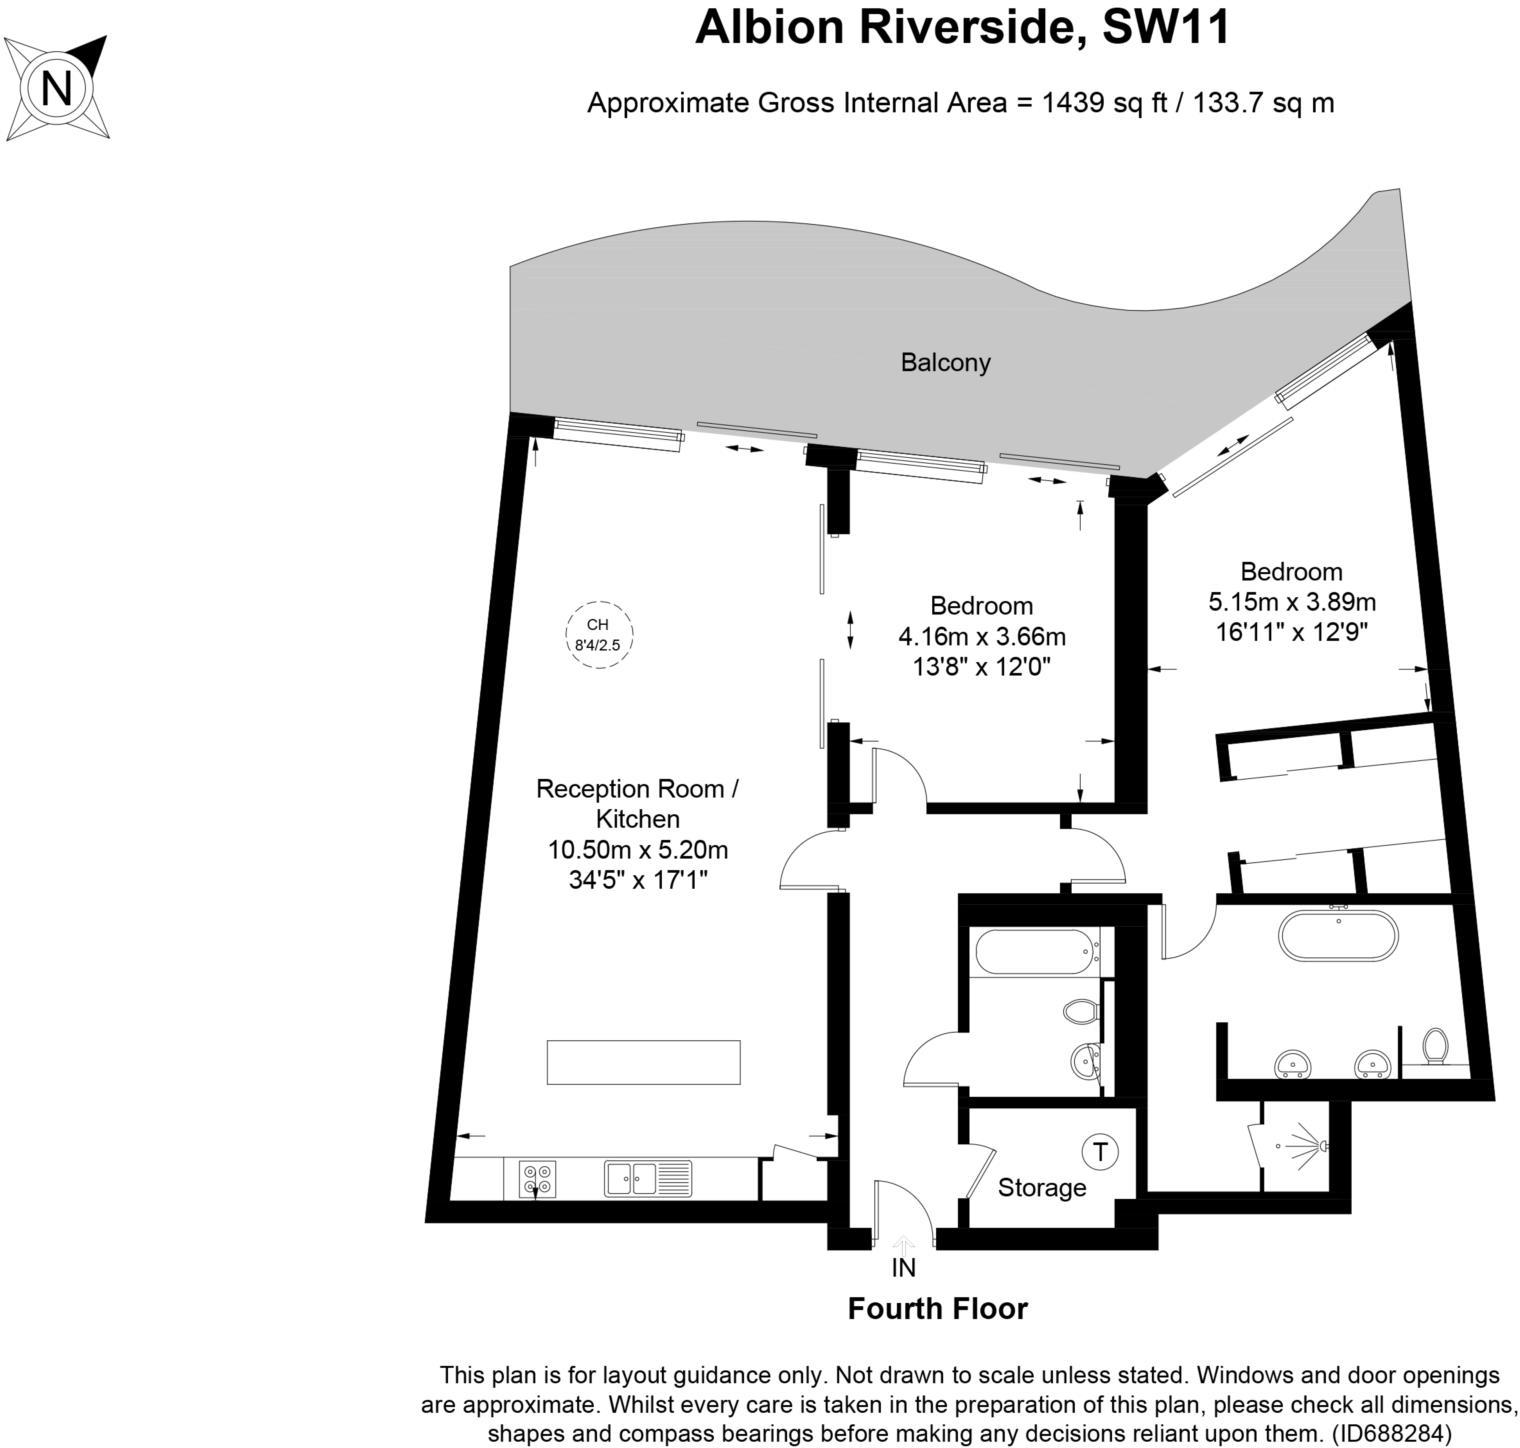 Albion Riverside, SW11
Approximate Gross Internal Area = 1439 sq ft / 133.7 sq m
N
Balcony
Bedroom
5.15m x 3.89m
16'11" x 12'9"
Bedroom
4.16m x 3.66m
13'8" x 12'0"
CH
8'4/2.5
Reception Room /
Kitchen
10.50m x 5.20m
34'5" x 17'1"
T
Storage
IN
Fourth Floor
This plan is for layout guidance only. Not drawn to scale unless stated. Windows and door openings
are approximate. Whilst every care is taken in the preparation of this plan, please check all dimensions,
shapes and compass bearings before making any decisions reliant upon them. (ID688284)